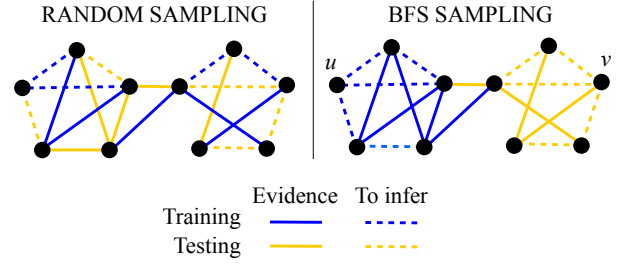 RANDOM SAMPLING
BFS SAMPLING
u
v
Evidence To infer
Training
Testing